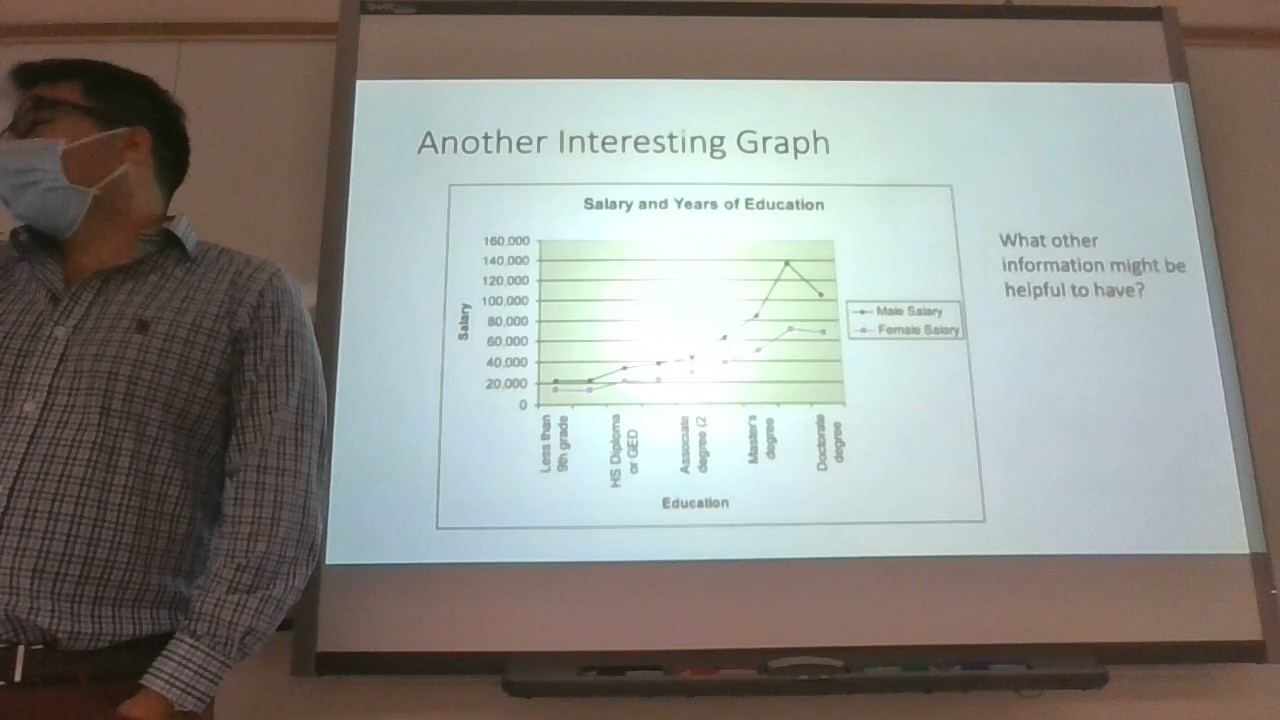 Another Interesting Graph
Salary and Years of Education
160,000
140,000
120,000
100,000
80,000
60,000
40,000
20,000
0
Salary
Less than
9th grade
HS Diploma
or GED
Associate
degree (2
Master's
degree
Doctorate
degree
Education
Male Salary
Female Salary
What other
information might be
helpful to have?